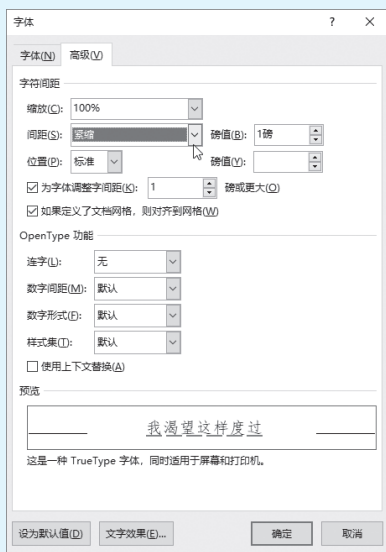 字体 ? ×
字体(N) 高级(V)
字符间距
缩放(C): 100%
间距(S): 紧缩 磅值(B): 1磅
位置(P): 标准 磅值(Y):
为字体调整字间距(K): 1 磅或更大(O)
如果定义了文档网格，则对齐到网格(W)
OpenType 功能
连字(L): 无
数字间距(M): 默认
数字形式(F): 默认
样式集(T): 默认
使用上下文替换(A)
预览
我渴望这样度过
这是一种 TrueType 字体，同时适用于屏幕和打印机。
设为默认值(D) 文字效果(E)... 确定 取消